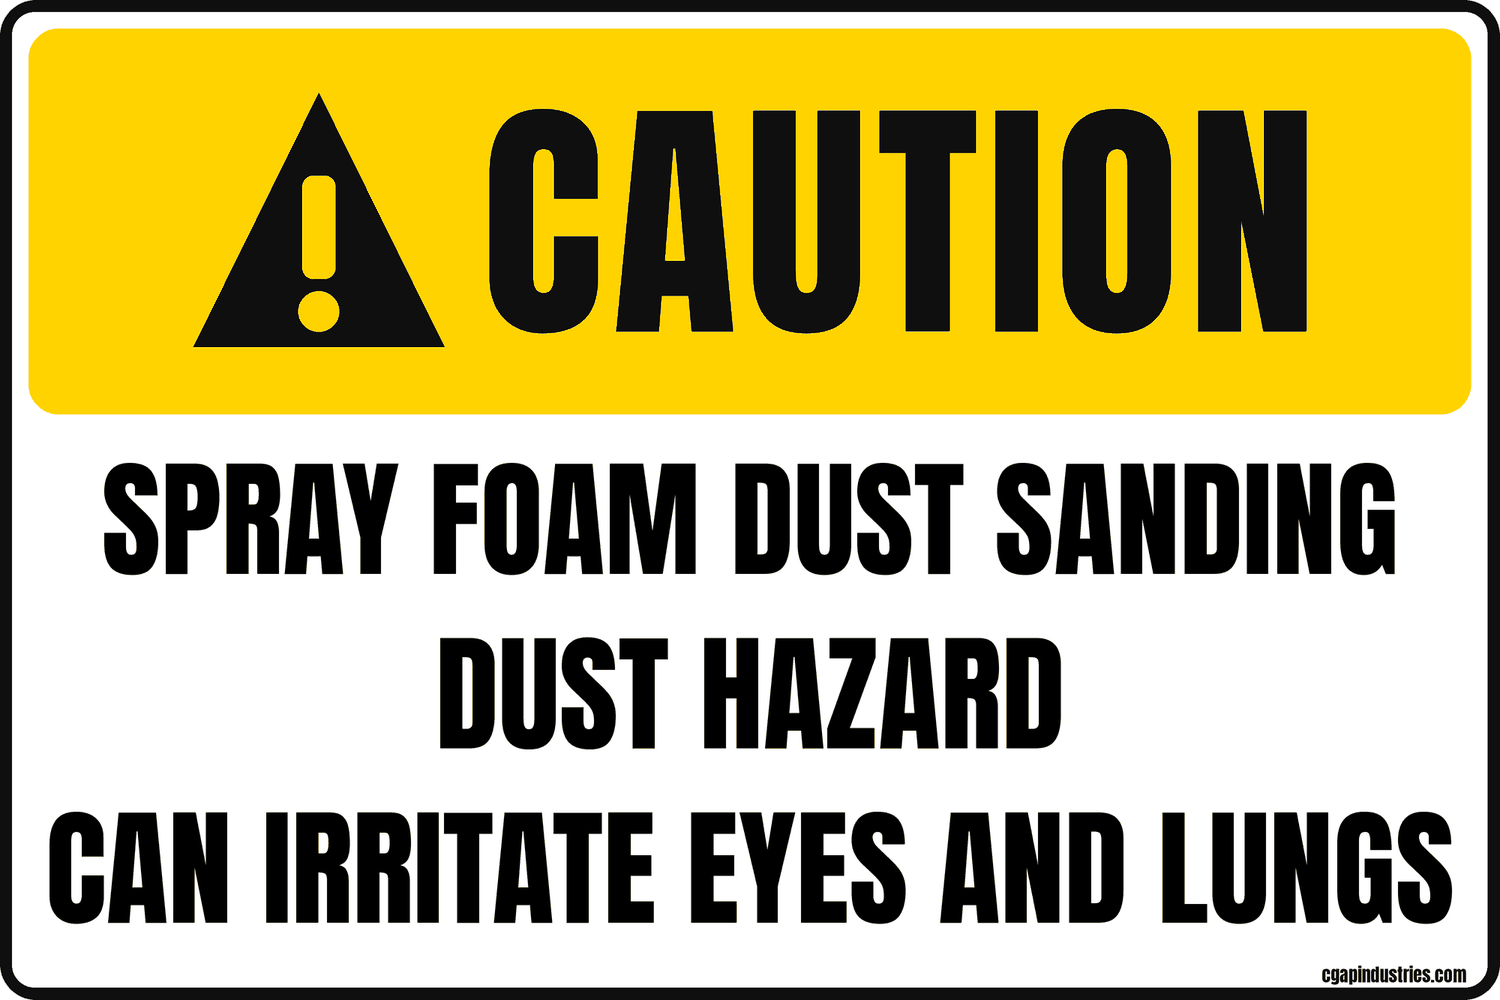 CAUTION
SPRAY FOAM DUST SANDING
DUST HAZARD
CAN IRRITATE EYES AND LUNGS
cgapindustries.com